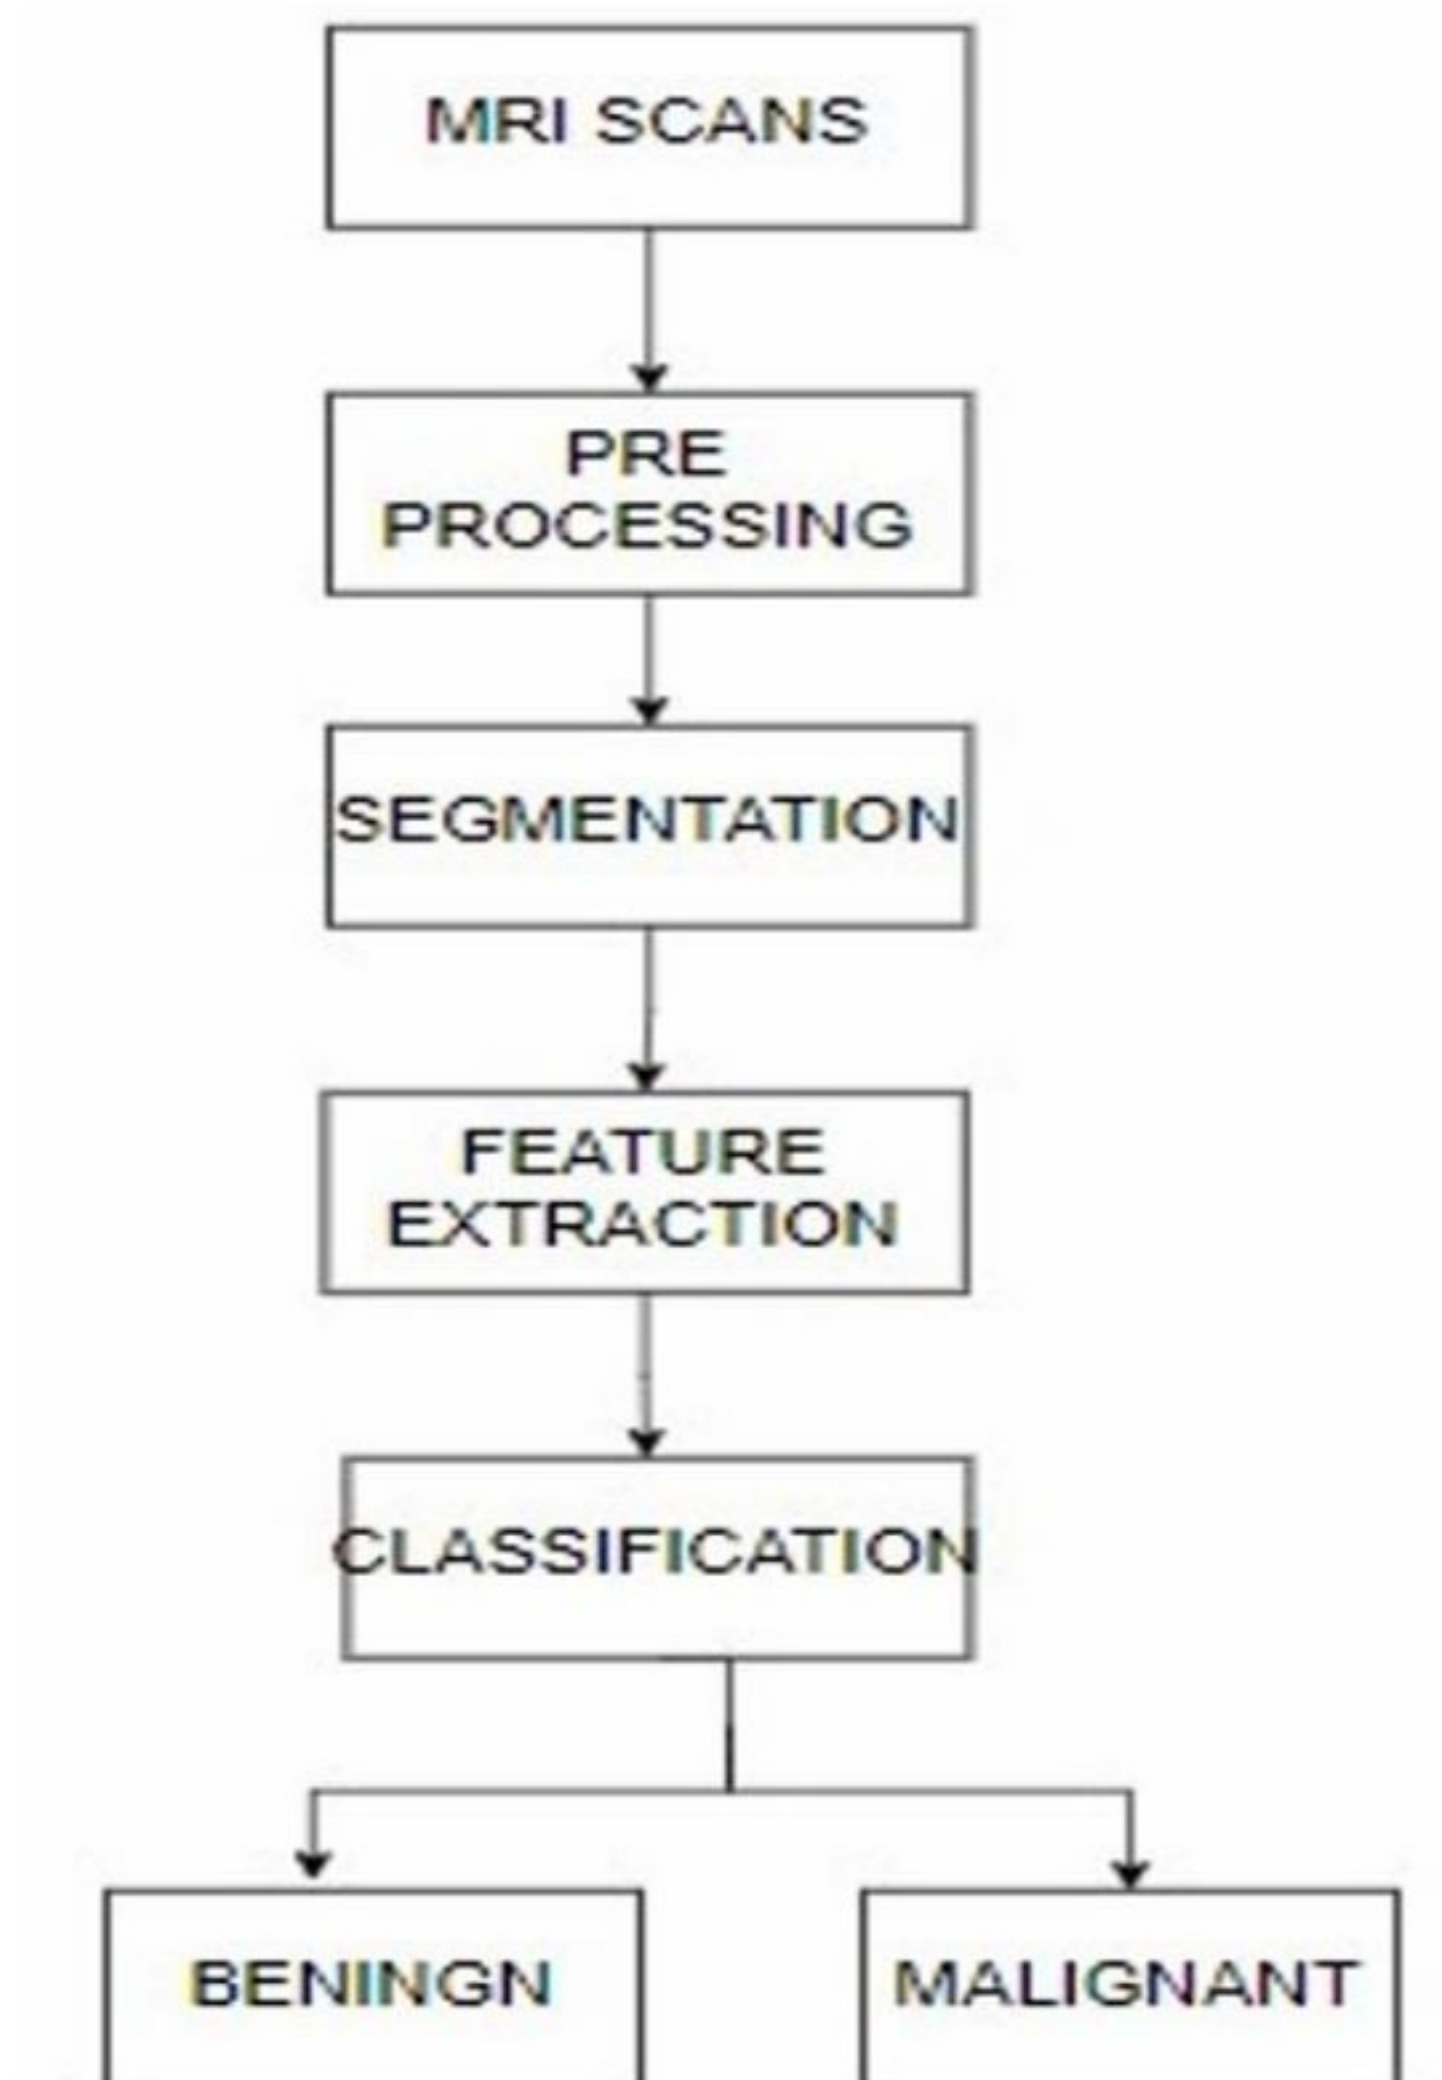 MRI SCANS
PRE
PROCESSING
SEGMENTATION
FEATURE
EXTRACTION
CLASSIFICATION
BENINGN
MALIGNANT